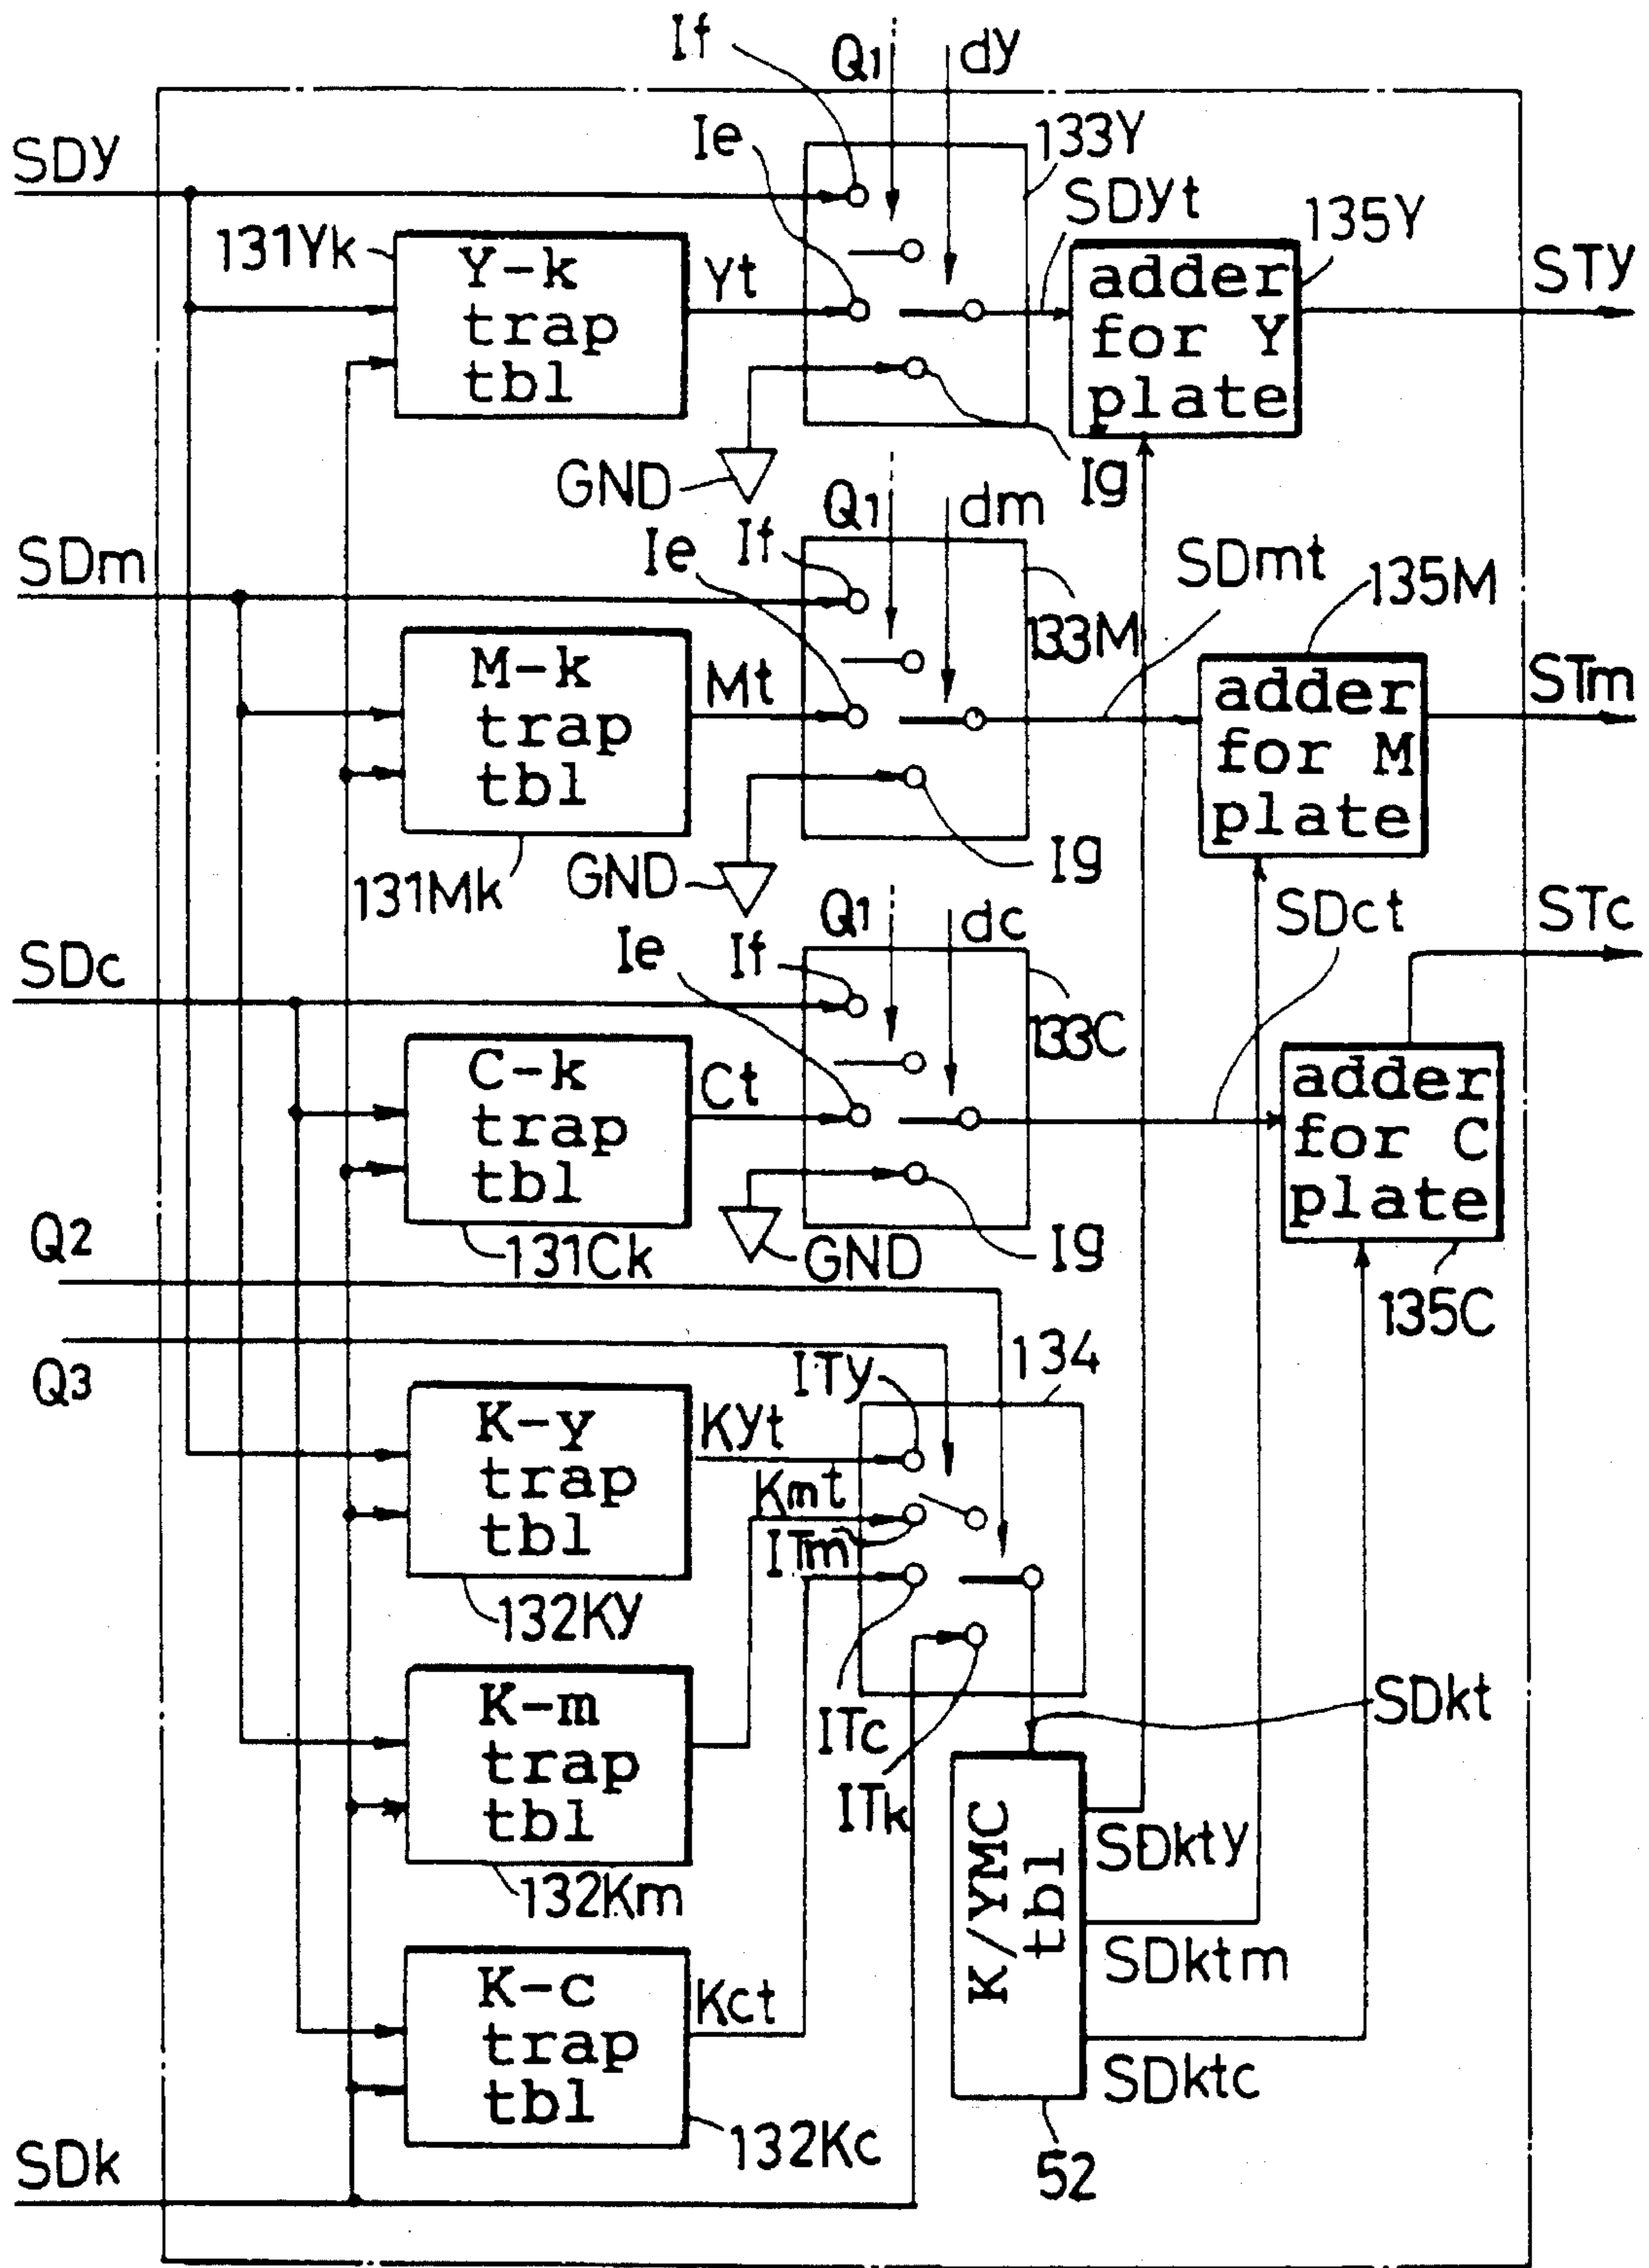 If
Q1
dy
SDy
Ie
133Y
SDyt
135Y
131Yk
Y-k
trap
tbl
Yt
adder
for Y
plate
STy
GND
Ig
Q1
dm
SDm
Ie
If
SDmt
135M
133M
M-k
trap
tbl
Mt
adder
for M
plate
STm
131Mk
GND
Ig
Q1
dc
SDct
STc
SDc
Ie
If
133C
C-k
trap
tbl
Ct
adder
for C
plate
Q2
131Ck
GND
Ig
135C
Q3
ITy
134
K-y
trap
tbl
Kyt
Kmt
ITm
132Ky
K-m
trap
tbl
ITc
SDkt
ITk
K/YMC
tbl
SDkty
132Km
SDktm
K-c
trap
tbl
Kct
SDktc
132Kc
52
SDk